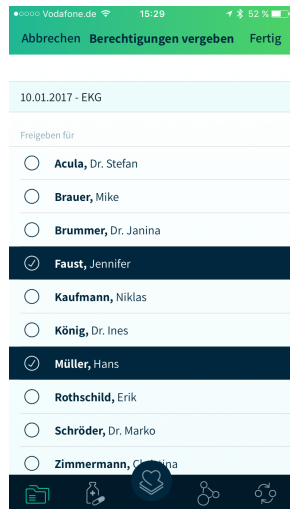 Vodafone.de 15:29 52 %
Abbrechen Berechtigungen vergeben Fertig
10.01.2017 - EKG
Freigeben für
Acula, Dr. Stefan
Brauer, Mike
Brummer, Dr. Janina
Faust, Jennifer
Kaufmann, Niklas
König, Dr. Ines
Müller, Hans
Rothschild, Erik
Schröder, Dr. Marko
Zimmermann,